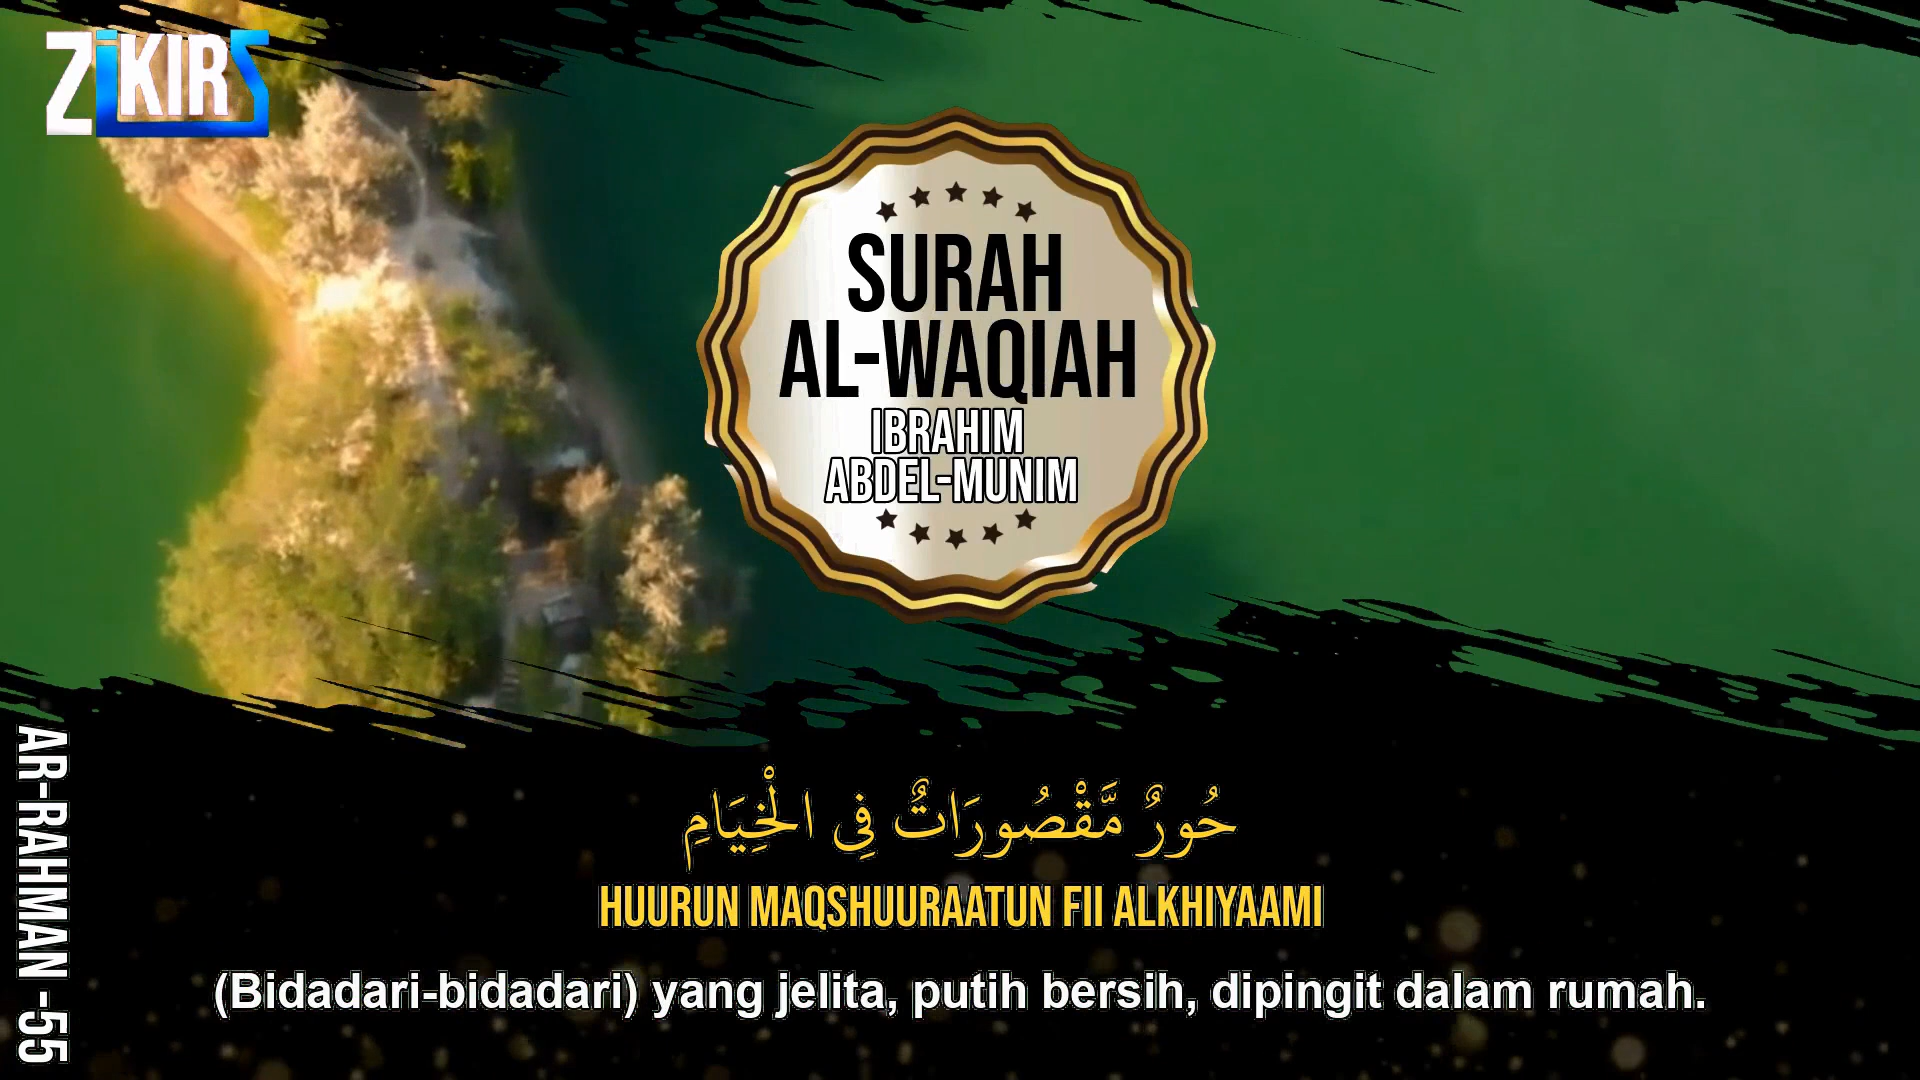 ZIKIR
SURAH
AL-WAQIAH
IBRAHIM
ABDEL-MUNIM
AR-RAHMAN - 55
حُورٌ مَّقْصُورَاتٌ فِى الْخِيَامِ
HUURUN MAQSHUURAATUN FII ALKHIYAAMI
(Bidadari-bidadari) yang jelita, putih bersih, dipingit dalam rumah.